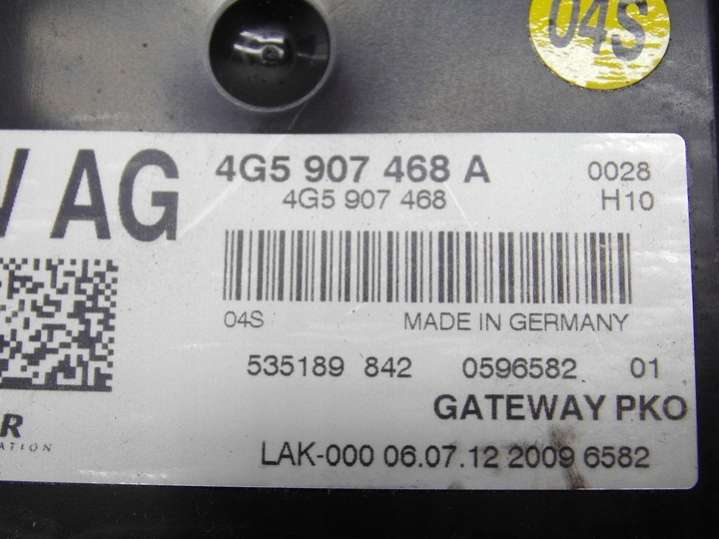 04S
AG
4G5 907 468 A 0028
4G5 907 468 H10
04S MADE IN GERMANY
535189 842 0596582 01
GATEWAY PKO
LAK-000 06.07.12 2009 6582